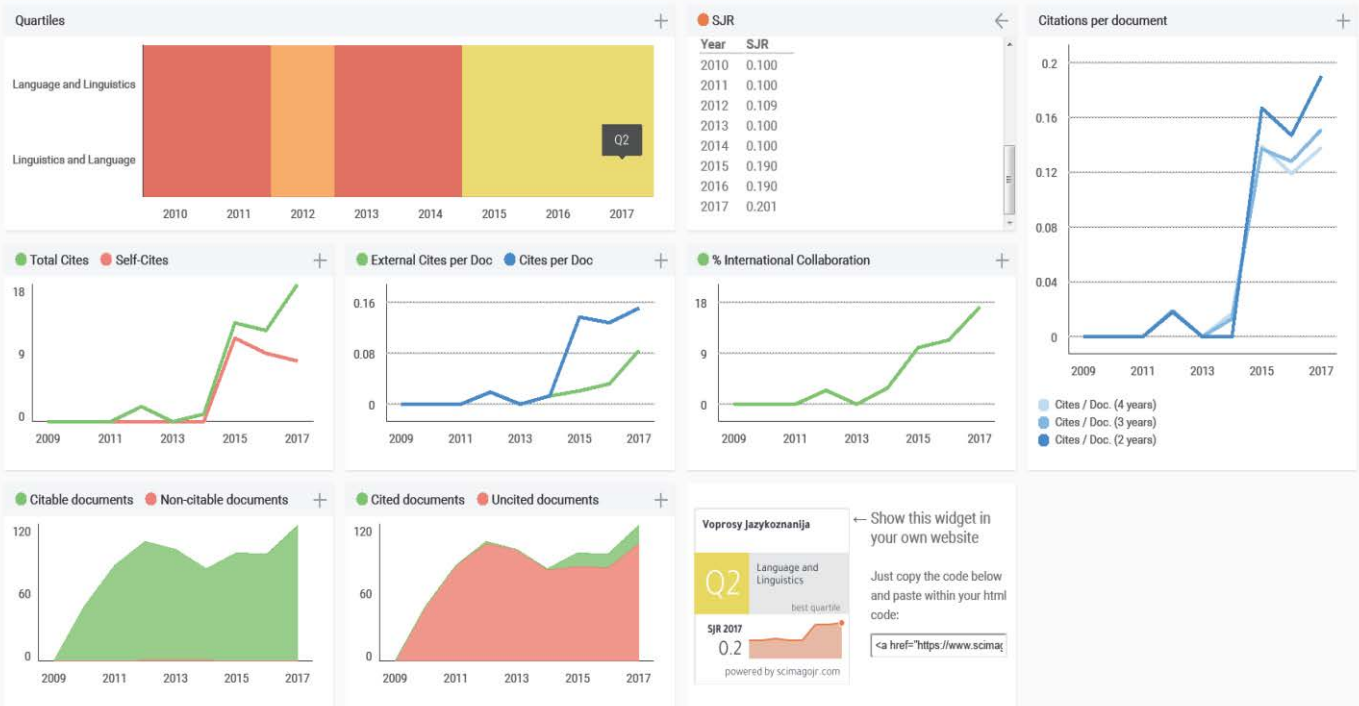 Quartiles
Language and Linguistics
Linguistics and Language
Q2
2010 2011 2012 2013 2014 2015 2016 2017
SJR
Year SJR
2010 0.100
2011 0.100
2012 0.109
2013 0.100
2014 0.100
2015 0.190
2016 0.190
2017 0.201
Citations per document
0.2
0.16
0.12
0.08
0.04
0
2009 2011 2013 2015 2017
Cites / Doc. (4 years)
Cites / Doc. (3 years)
Cites / Doc. (2 years)
Total Cites Self-Cites
18
9
0
2009 2011 2013 2015 2017
External Cites per Doc Cites per Doc
0.16
0.08
0
2009 2011 2013 2015 2017
% International Collaboration
18
9
0
2009 2011 2013 2015 2017
Citable documents Non-citable documents
120
60
0
2009 2011 2013 2015 2017
Cited documents Uncited documents
120
60
0
2009 2011 2013 2015 2017
Voprosy Jazykoznanija
Q2
Language and
Linguistics
best quartile
SJR 2017
0.2
powered by scimagojr.com
← Show this widget in
your own website
Just copy the code below
and paste within your html
code:
<a href="https://www.scimag